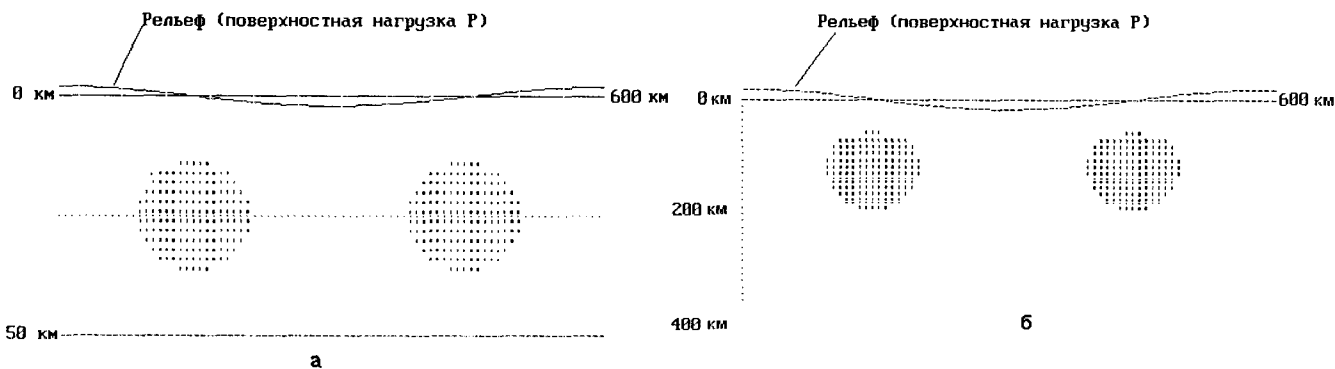 Рельеф (поверхностная нагрузка P)
0 км
600 км
50 км
а
Рельеф (поверхностная нагрузка P)
0 км
600 км
200 км
400 км
б